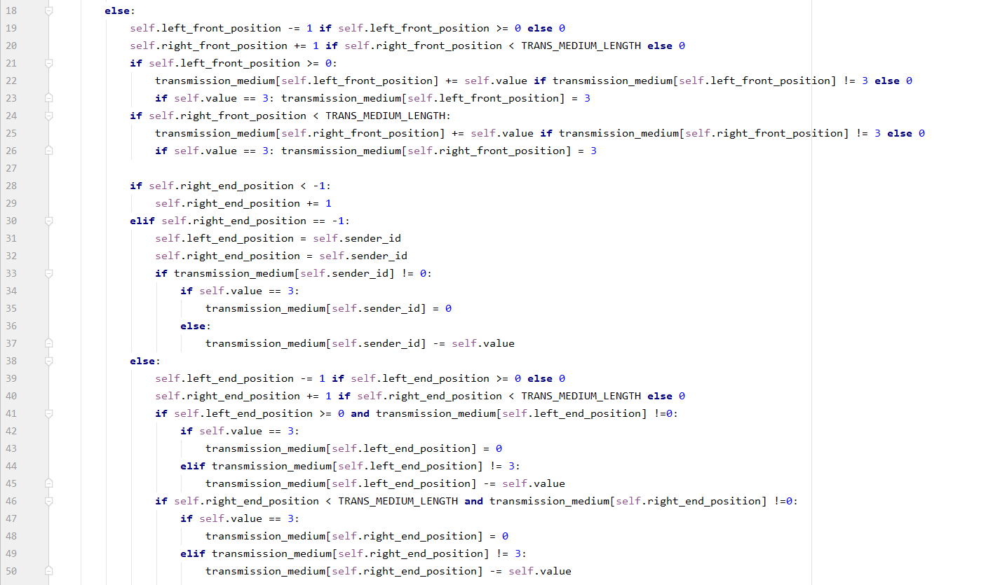 18 else:
19 self.left_front_position -= 1 if self.left_front_position >= 0 else 0
20 self.right_front_position += 1 if self.right_front_position < TRANS_MEDIUM_LENGTH else 0
21 if self.left_front_position >= 0:
22 transmission_medium[self.left_front_position] += self.value if transmission_medium[self.left_front_position] != 3 else 0
23 if self.value == 3: transmission_medium[self.left_front_position] = 3
24 if self.right_front_position < TRANS_MEDIUM_LENGTH:
25 transmission_medium[self.right_front_position] += self.value if transmission_medium[self.right_front_position] != 3 else 0
26 if self.value == 3: transmission_medium[self.right_front_position] = 3
27
28 if self.right_end_position < -1:
29 self.right_end_position += 1
30 elif self.right_end_position == -1:
31 self.left_end_position = self.sender_id
32 self.right_end_position = self.sender_id
33 if transmission_medium[self.sender_id] != 0:
34 if self.value == 3:
35 transmission_medium[self.sender_id] = 0
36 else:
37 transmission_medium[self.sender_id] -= self.value
38 else:
39 self.left_end_position -= 1 if self.left_end_position >= 0 else 0
40 self.right_end_position += 1 if self.right_end_position < TRANS_MEDIUM_LENGTH else 0
41 if self.left_end_position >= 0 and transmission_medium[self.left_end_position] !=0:
42 if self.value == 3:
43 transmission_medium[self.left_end_position] = 0
44 elif transmission_medium[self.left_end_position] != 3:
45 transmission_medium[self.left_end_position] -= self.value
46 if self.right_end_position < TRANS_MEDIUM_LENGTH and transmission_medium[self.right_end_position] !=0:
47 if self.value == 3:
48 transmission_medium[self.right_end_position] = 0
49 elif transmission_medium[self.right_end_position] != 3:
50 transmission_medium[self.right_end_position] -= self.value